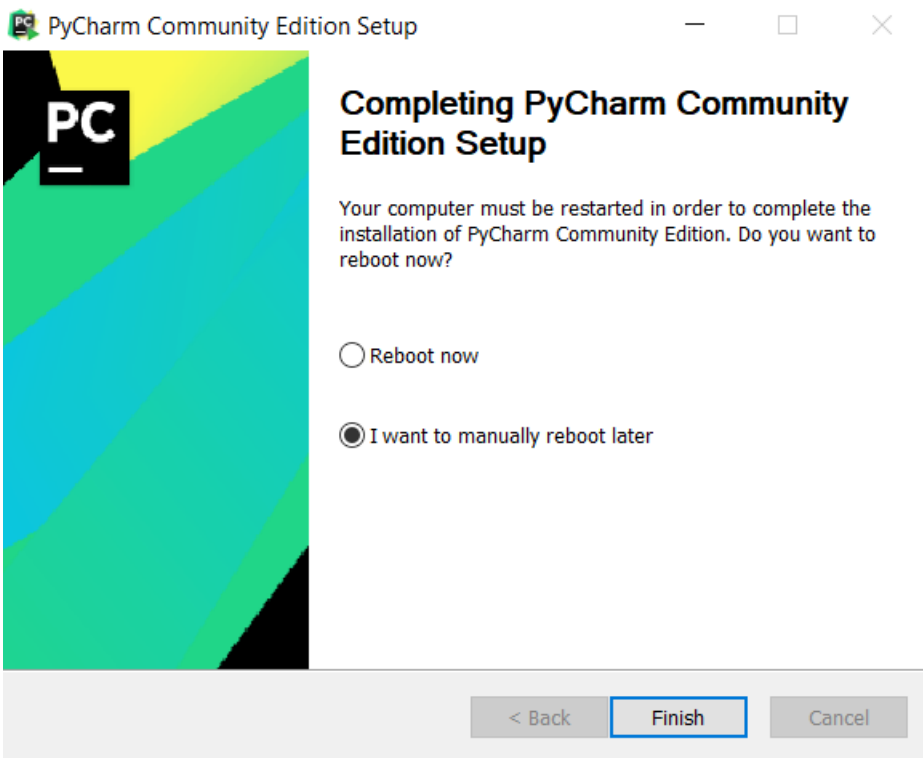 PyCharm Community Edition Setup
PC
Completing PyCharm Community
Edition Setup
Your computer must be restarted in order to complete the
installation of PyCharm Community Edition. Do you want to
reboot now?
Reboot now
I want to manually reboot later
< Back
Finish
Cancel